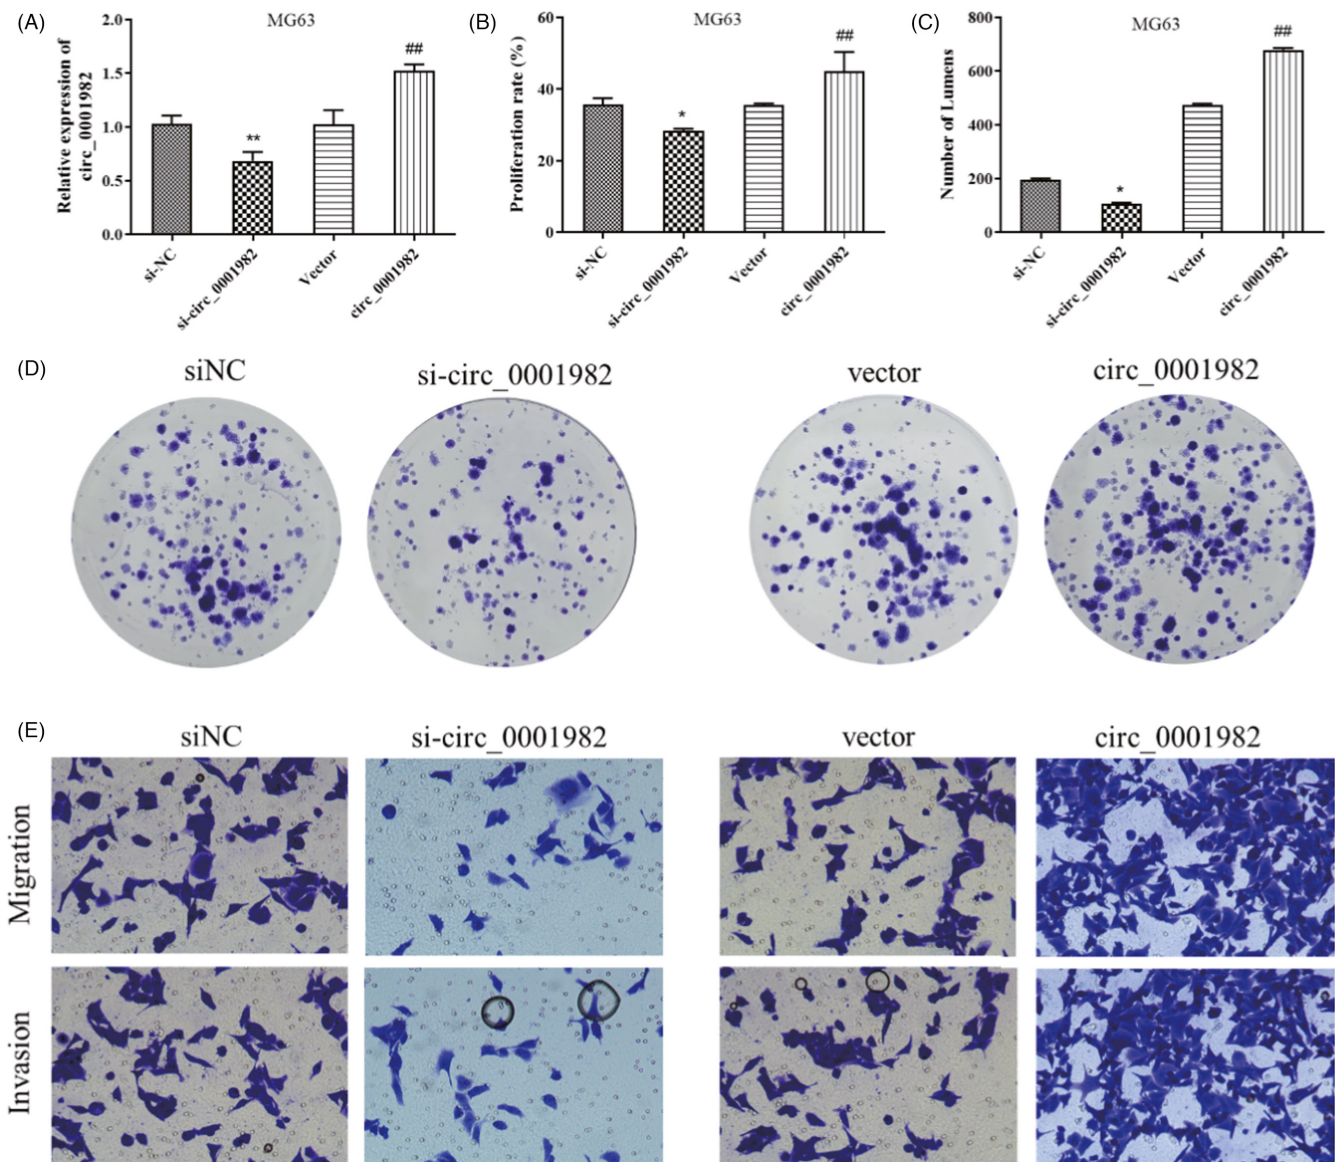 (A)
MG63
Relative expression of
circ_0001982
2.0
1.5
1.0
0.5
0.0
**
##
si-NC
si-circ_0001982
Vector
circ_0001982
(B)
MG63
Proliferation rate (%)
60
40
20
0
*
##
si-NC
si-circ_0001982
Vector
circ_0001982
(C)
MG63
Number of Lumens
800
600
400
200
0
*
##
si-NC
si-circ_0001982
Vector
circ_0001982
(D)
siNC
si-circ_0001982
vector
circ_0001982
(E)
siNC
si-circ_0001982
vector
circ_0001982
Migration
Invasion